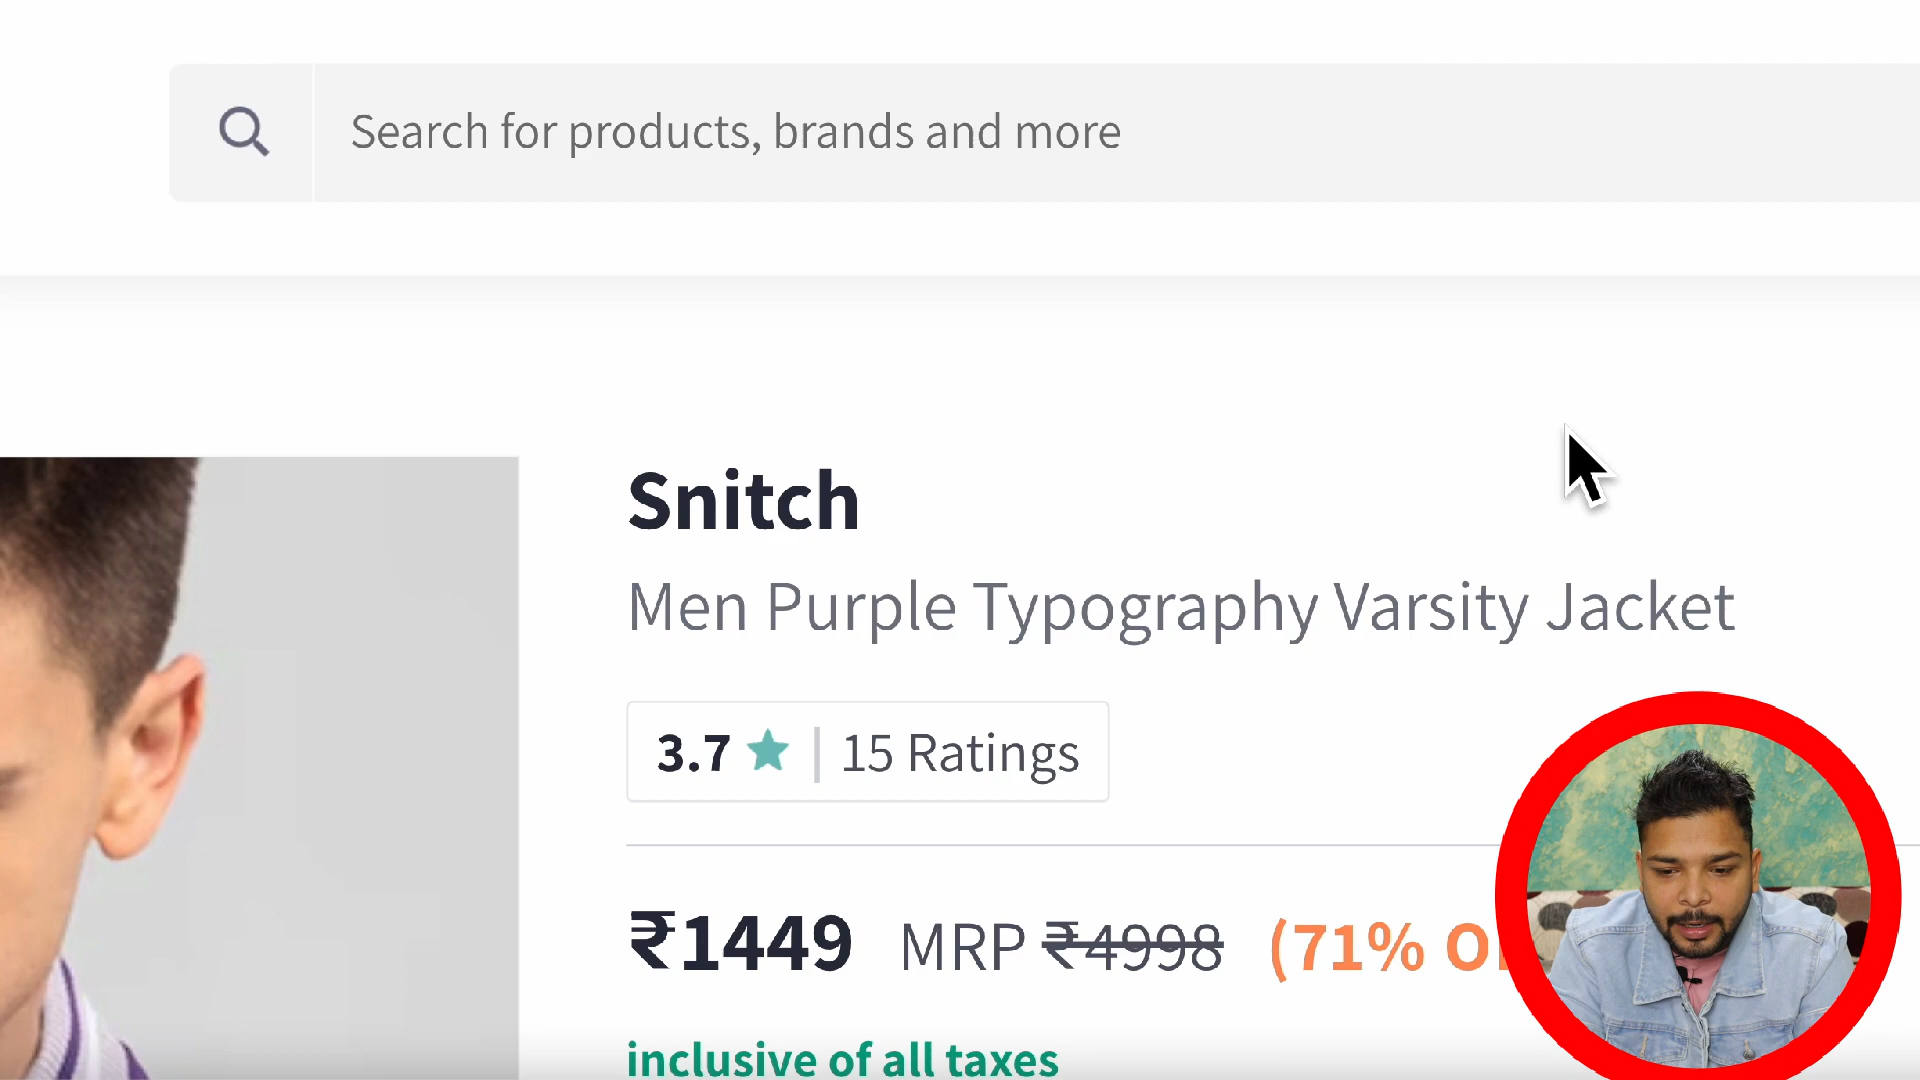 Search for products, brands and more
Snitch
Men Purple Typography Varsity Jacket
3.7 ★ | 15 Ratings
₹1449 MRP ₹4998 (71%
inclusive of all taxes